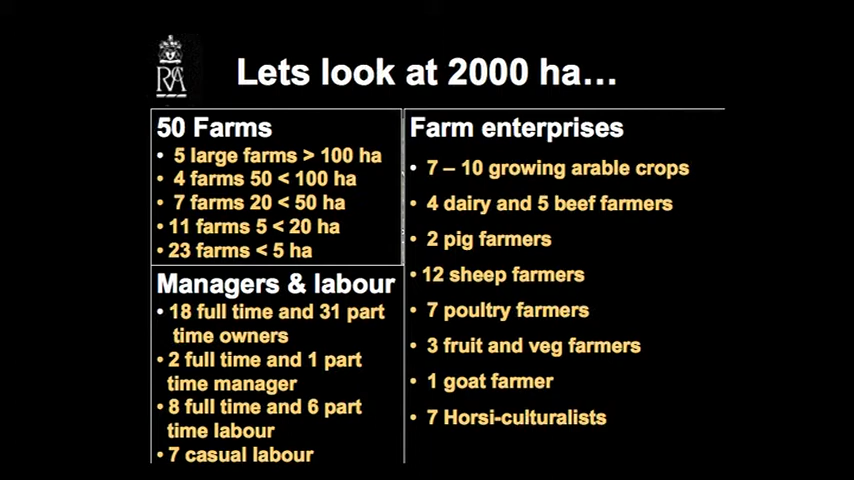 RAC
Lets look at 2000 ha…
50 Farms
• 5 large farms > 100 ha
• 4 farms 50 < 100 ha
• 7 farms 20 < 50 ha
• 11 farms 5 < 20 ha
• 23 farms < 5 ha
Managers & labour
• 18 full time and 31 part
time owners
• 2 full time and 1 part
time manager
• 8 full time and 6 part
time labour
• 7 casual labour
Farm enterprises
• 7 – 10 growing arable crops
• 4 dairy and 5 beef farmers
• 2 pig farmers
• 12 sheep farmers
• 7 poultry farmers
• 3 fruit and veg farmers
• 1 goat farmer
• 7 Horsi-culturalists